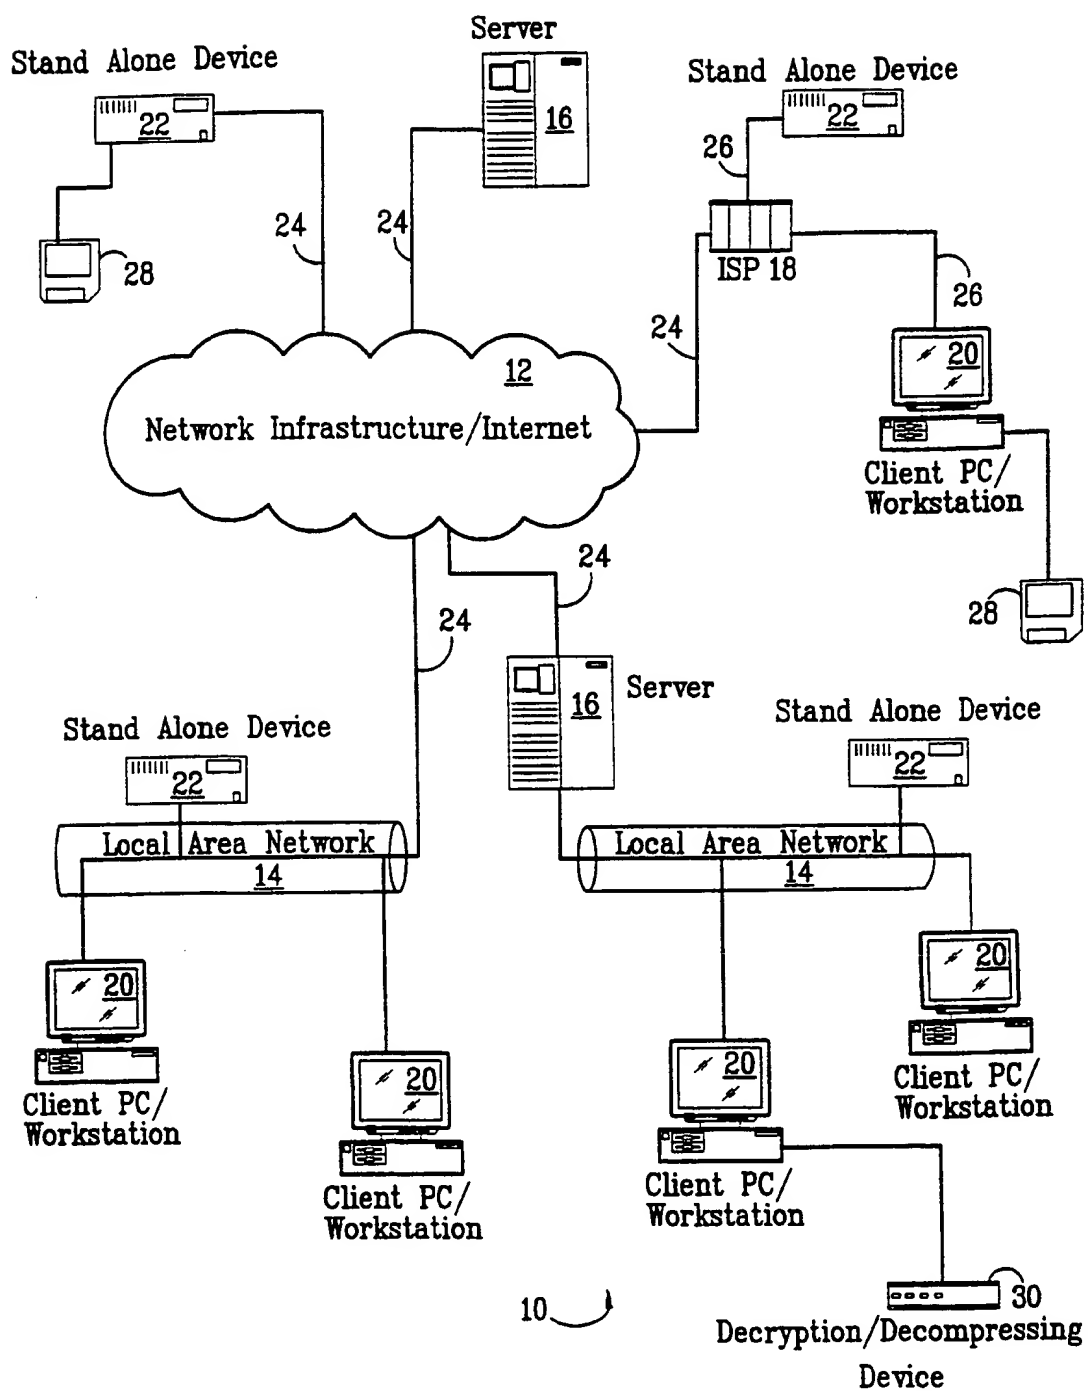 Server
Stand Alone Device
22
16
Stand Alone Device
22
26
24
24
28
ISP 18
26
24
20
12
Network Infrastructure/Internet
Client PC/
Workstation
24
28
24
16
Server
Stand Alone Device
22
Stand Alone Device
22
Local Area Network
14
Local Area Network
14
20
20
Client PC/
Workstation
20
Client PC/
Workstation
20
Client PC/
Workstation
Client PC/
Workstation
10
30
Decryption/Decompressing
Device